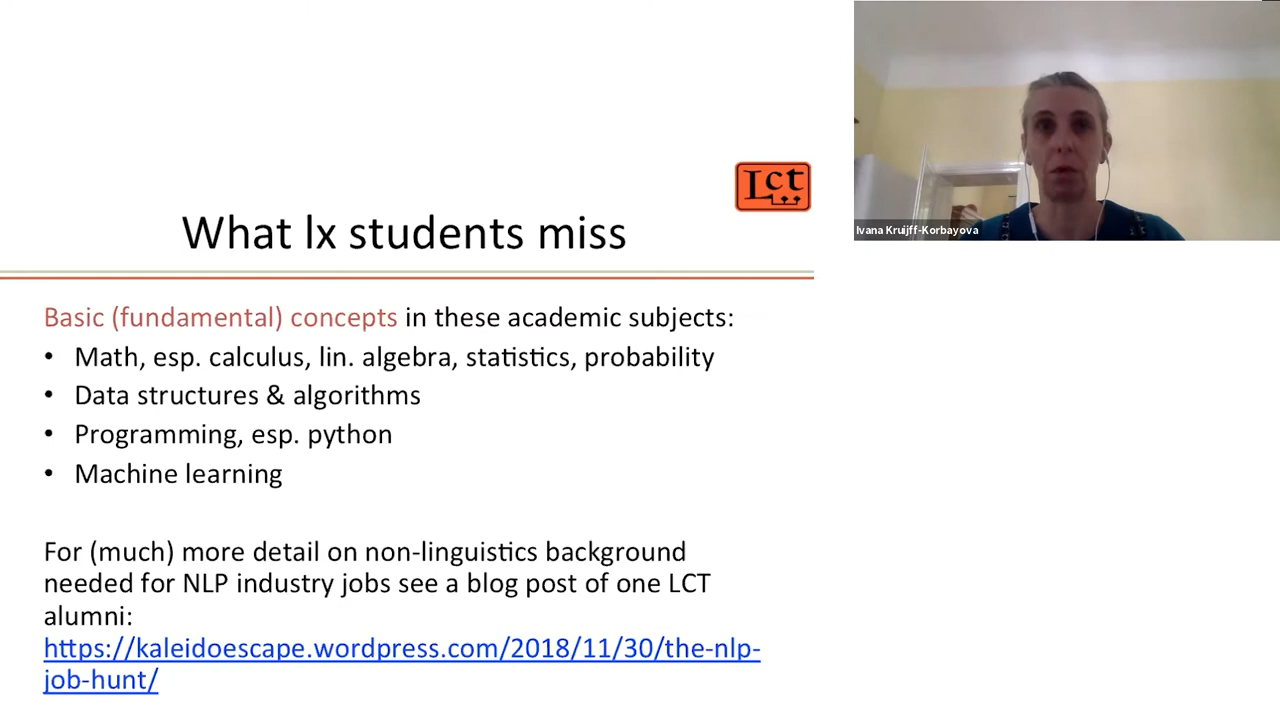 Lct
What lx students miss
Basic (fundamental) concepts in these academic subjects:
• Math, esp. calculus, lin. algebra, statistics, probability
• Data structures & algorithms
• Programming, esp. python
• Machine learning
For (much) more detail on non-linguistics background
needed for NLP industry jobs see a blog post of one LCT
alumni:
https://kaleidoescape.wordpress.com/2018/11/30/the-nlp-
job-hunt/
Ivana Kruijff-Korbayova